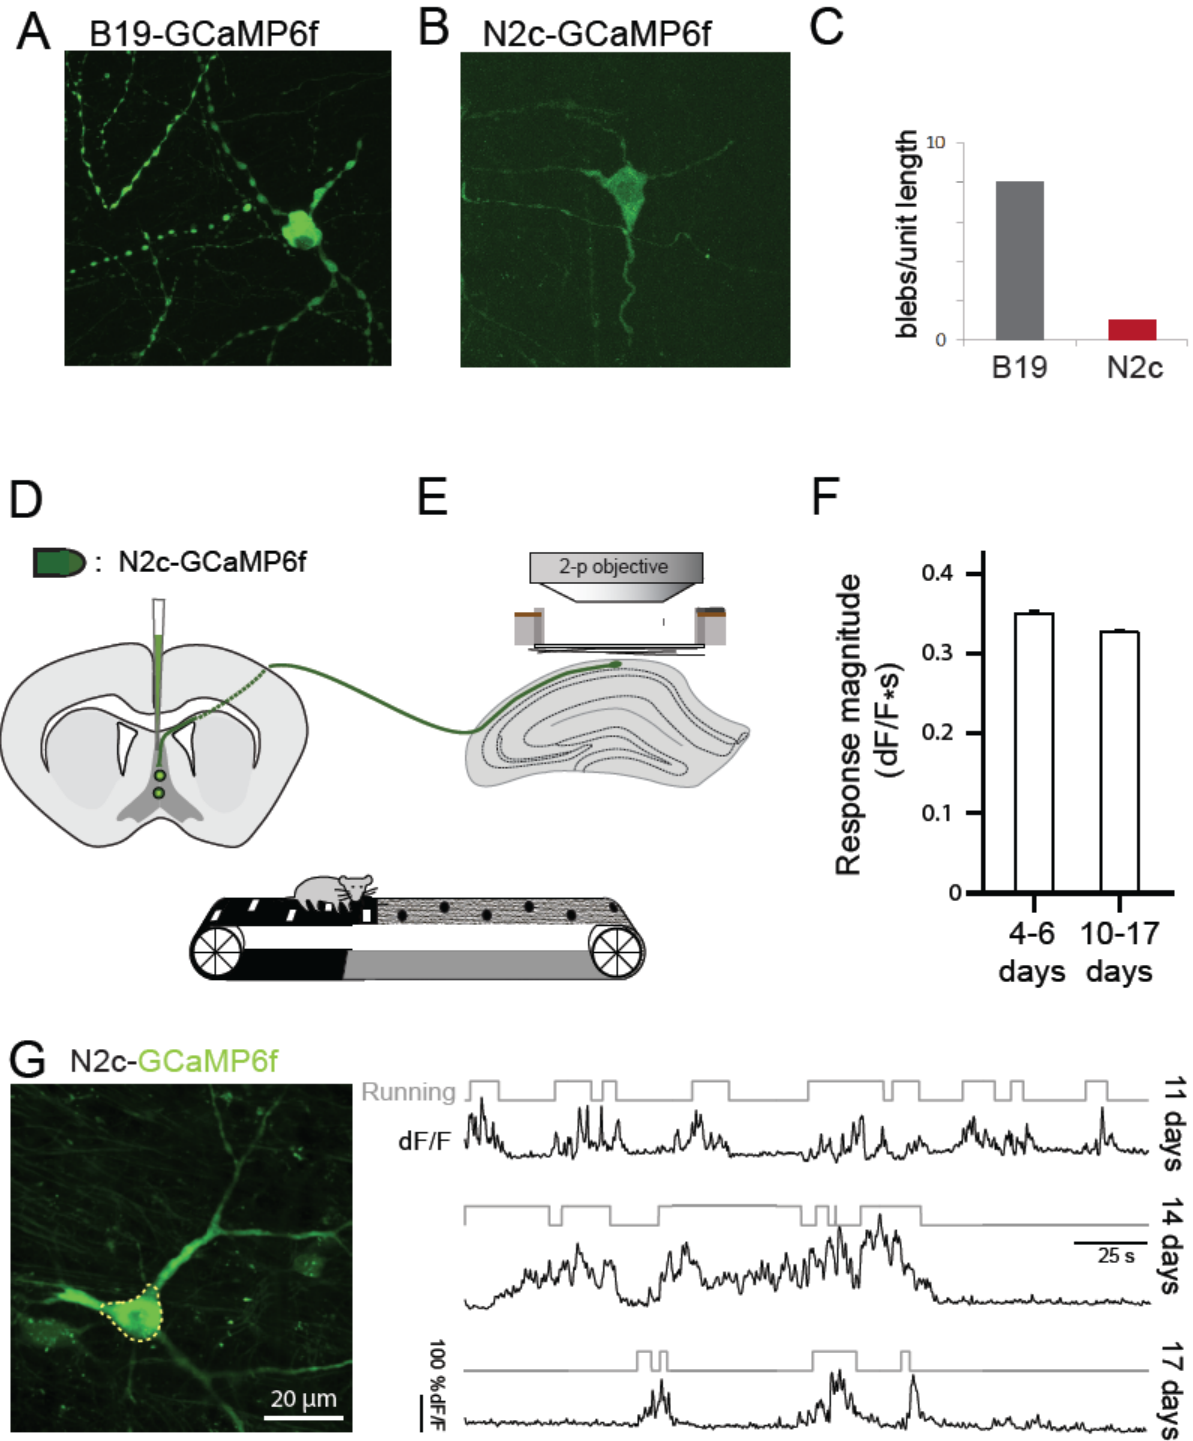 A
B19-GCaMP6f
B
N2c-GCaMP6f
C
blebs/unit length
10
0
B19
N2c
D
: N2c-GCaMP6f
E
2-p objective
F
Response magnitude
(dF/F*s)
0.4
0.3
0.2
0.1
0
4-6
days
10-17
days
G
N2c-GCaMP6f
20 µm
Running
dF/F
11 days
14 days
25 s
17 days
100 %dF/F